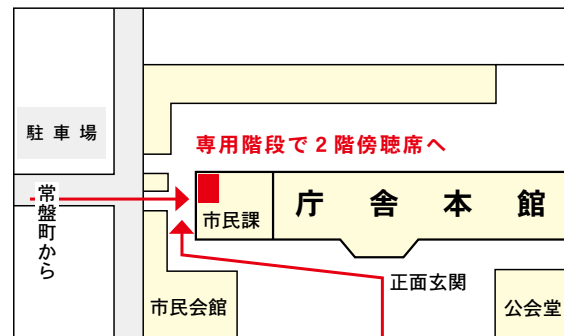 駐車場
専用階段で2階傍聴席へ
常盤町から
市民課
庁舎本館
正面玄関
市民会館
公会堂